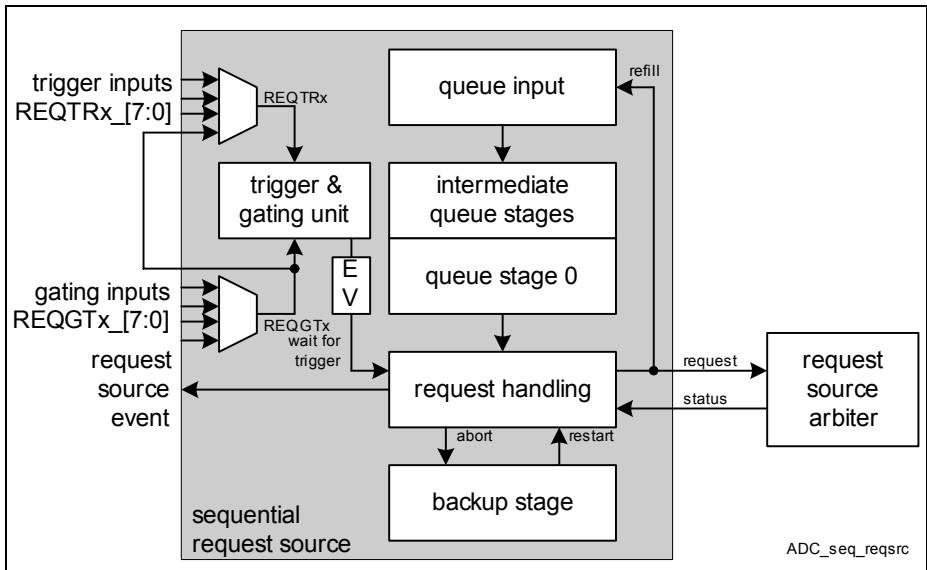 trigger inputs
REQTRx_[7:0]
REQTRx
queue input
refill
trigger &
gating unit
intermediate
queue stages
E
V
queue stage 0
gating inputs
REQGTx_[7:0]
REQGTx
wait for
trigger
request
source
event
request handling
request
status
request
source
arbiter
abort
restart
backup stage
sequential
request source
ADC_seq_reqsrc